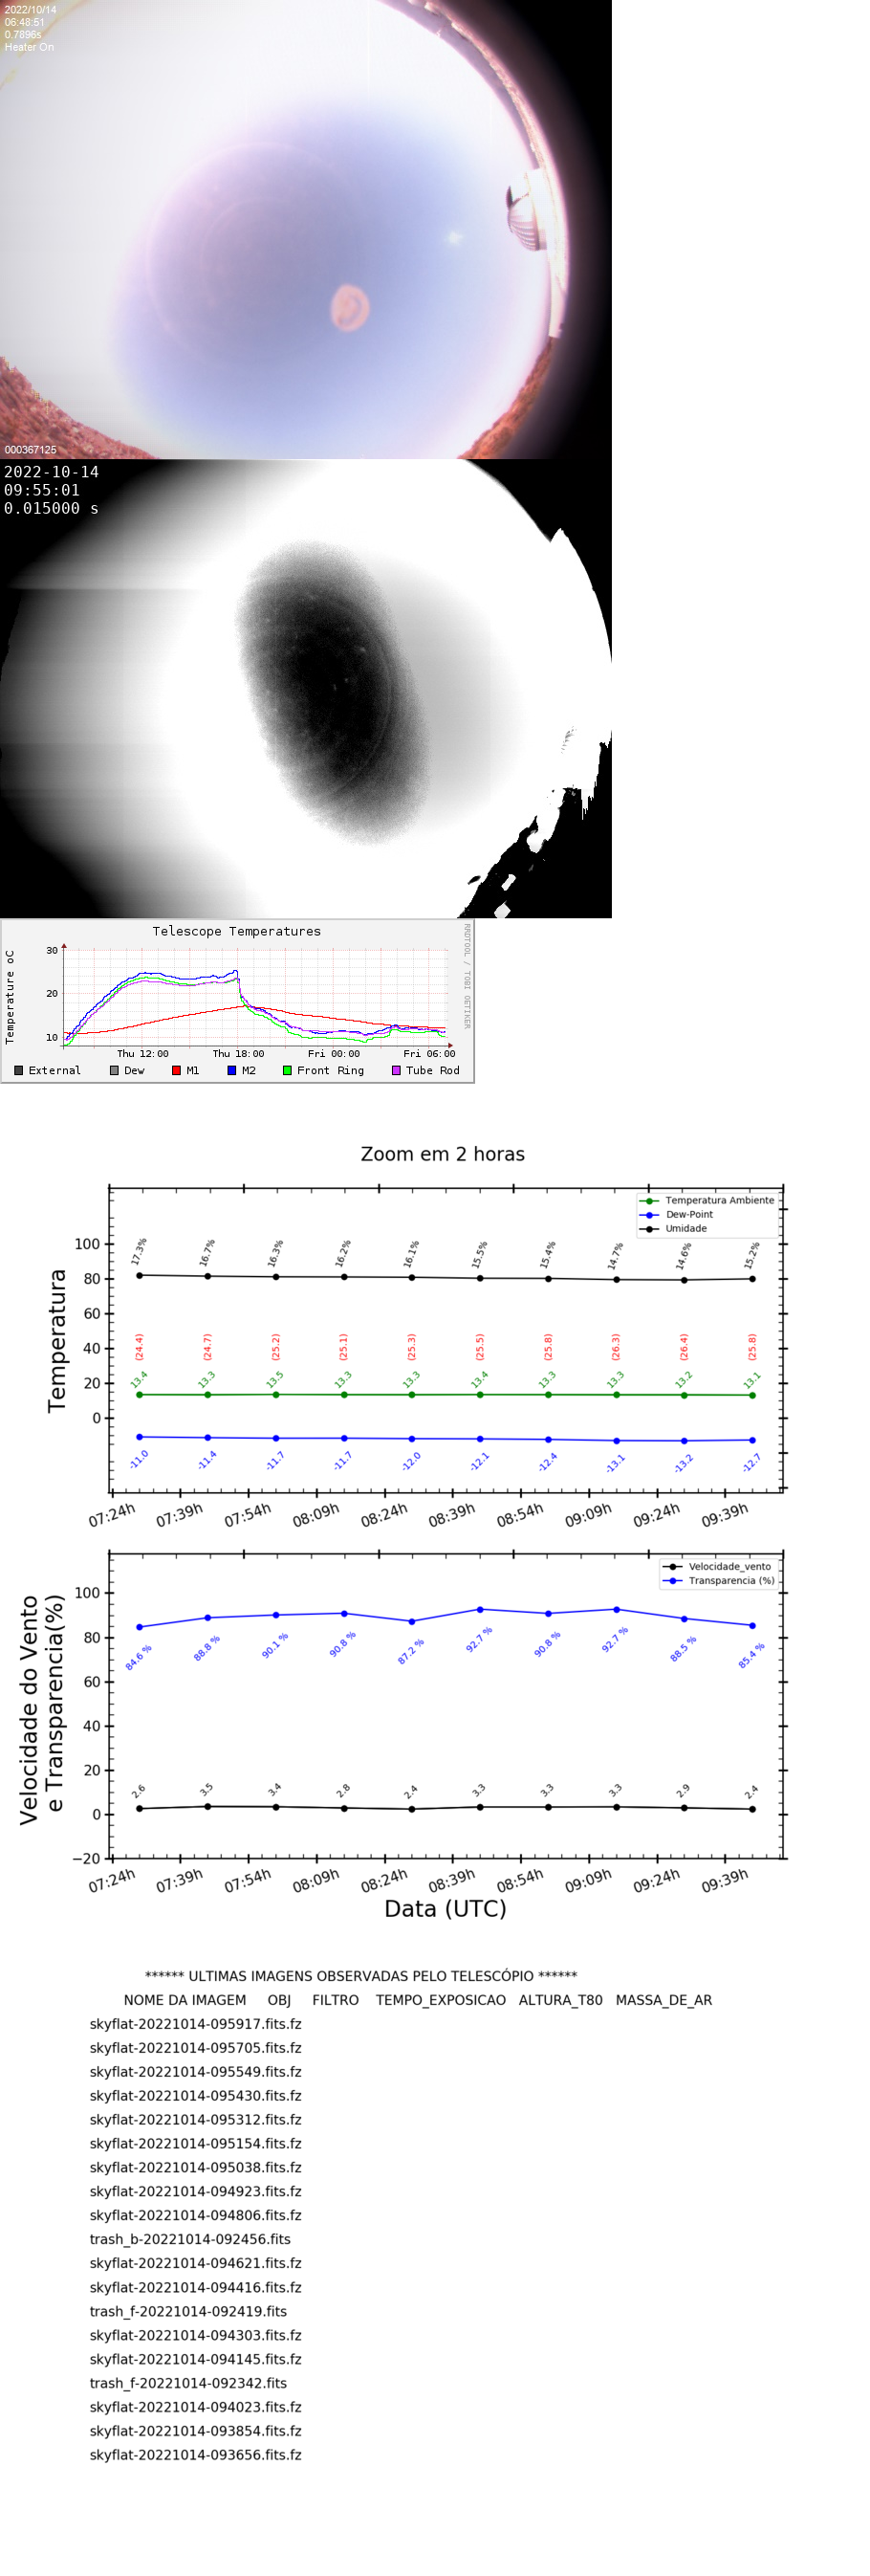 2022/10/14
06:48:51
0.7896s
Heater On
000367125
2022-10-14
09:55:01
0.015000 s
Telescope Temperatures
RRDTOOL / TOBI OETIKER
Temperature oC
30
20
10
Thu 12:00 Thu 18:00 Fri 00:00 Fri 06:00
External Dew M1 M2 Front Ring Tube Rod
Zoom em 2 horas
Temperatura Ambiente
Dew-Point
Umidade
Temperatura
100
80
60
40
20
0
17.3% 16.7% 16.3% 16.2% 16.1% 15.5% 15.4% 14.7% 14.6% 15.2%
(24.4) (24.7) (25.2) (25.1) (25.3) (25.5) (25.8) (26.3) (26.4) (25.8)
13.4 13.3 13.5 13.3 13.3 13.4 13.3 13.3 13.2 13.1
-11.0 -11.4 -11.7 -11.7 -12.0 -12.1 -12.4 -13.1 -13.2 -12.7
07:24h 07:39h 07:54h 08:09h 08:24h 08:39h 08:54h 09:09h 09:24h 09:39h
Velocidade_vento
Transparencia (%)
Velocidade do Vento
e Transparencia(%)
100
80
60
40
20
0
−20
84.6 % 88.8 % 90.1 % 90.8 % 87.2 % 92.7 % 90.8 % 92.7 % 88.5 % 85.4 %
2.6 3.5 3.4 2.8 2.4 3.3 3.3 3.3 2.9 2.4
07:24h 07:39h 07:54h 08:09h 08:24h 08:39h 08:54h 09:09h 09:24h 09:39h
Data (UTC)
****** ULTIMAS IMAGENS OBSERVADAS PELO TELESCÓPIO ******
NOME DA IMAGEM OBJ FILTRO TEMPO_EXPOSICAO ALTURA_T80 MASSA_DE_AR
skyflat-20221014-095917.fits.fz
skyflat-20221014-095705.fits.fz
skyflat-20221014-095549.fits.fz
skyflat-20221014-095430.fits.fz
skyflat-20221014-095312.fits.fz
skyflat-20221014-095154.fits.fz
skyflat-20221014-095038.fits.fz
skyflat-20221014-094923.fits.fz
skyflat-20221014-094806.fits.fz
trash_b-20221014-092456.fits
skyflat-20221014-094621.fits.fz
skyflat-20221014-094416.fits.fz
trash_f-20221014-092419.fits
skyflat-20221014-094303.fits.fz
skyflat-20221014-094145.fits.fz
trash_f-20221014-092342.fits
skyflat-20221014-094023.fits.fz
skyflat-20221014-093854.fits.fz
skyflat-20221014-093656.fits.fz